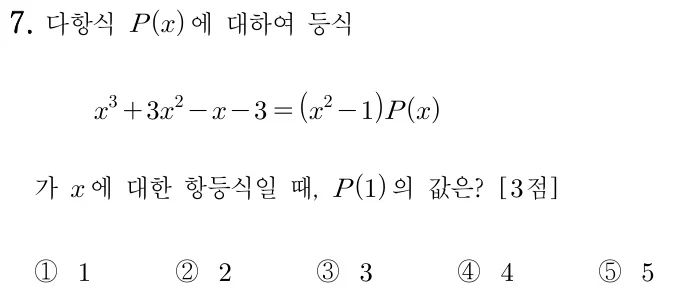 7. 다항식 P(x)에 대하여 등식
x³+3x²−x−3=(x²−1)P(x)
가 x에 대한 항등식일 때, P(1)의 값은? [3점]
① 1 ② 2 ③ 3 ④ 4 ⑤ 5